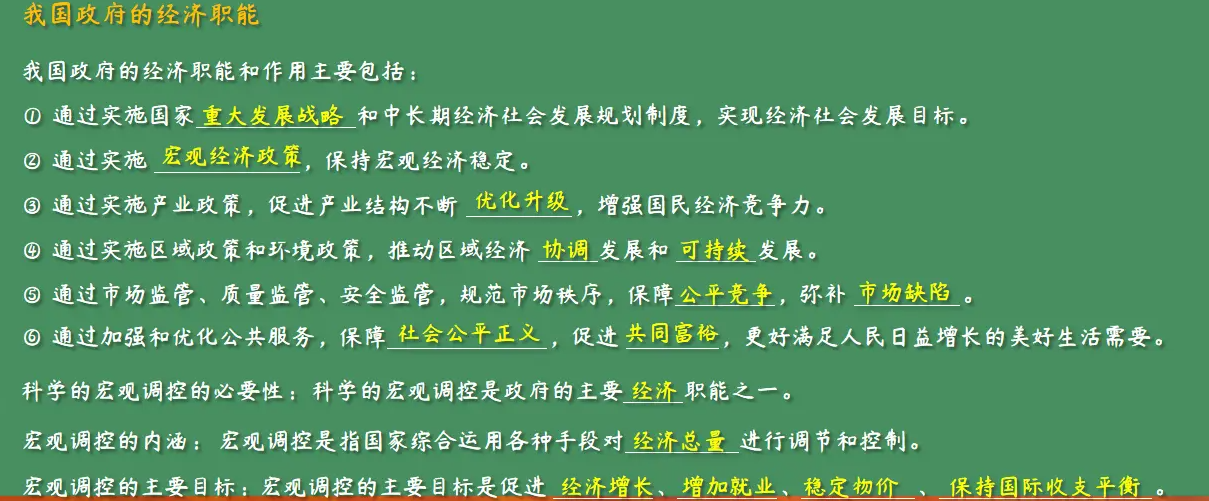 我国政府的经济职能
我国政府的经济职能和作用主要包括：
① 通过实施国家重大发展战略和中长期经济社会发展规划制度，实现经济社会发展目标。
② 通过实施 宏观经济政策，保持宏观经济稳定。
③ 通过实施产业政策，促进产业结构不断 优化升级，增强国民经济竞争力。
④ 通过实施区域政策和环境政策，推动区域经济 协调 发展和 可持续 发展。
⑤ 通过市场监管、质量监管、安全监管，规范市场秩序，保障公平竞争，弥补 市场缺陷 。
⑥ 通过加强和优化公共服务，保障 社会公平正义 ，促进 共同富裕，更好满足人民日益增长的美好生活需要。
科学的宏观调控的必要性：科学的宏观调控是政府的主要 经济 职能之一。
宏观调控的内涵： 宏观调控是指国家综合运用各种手段对 经济总量 进行调节和控制。
宏观调控的主要目标：宏观调控的主要目标是促进 经济增长、增加就业、稳定物价 、 保持国际收支平衡 。